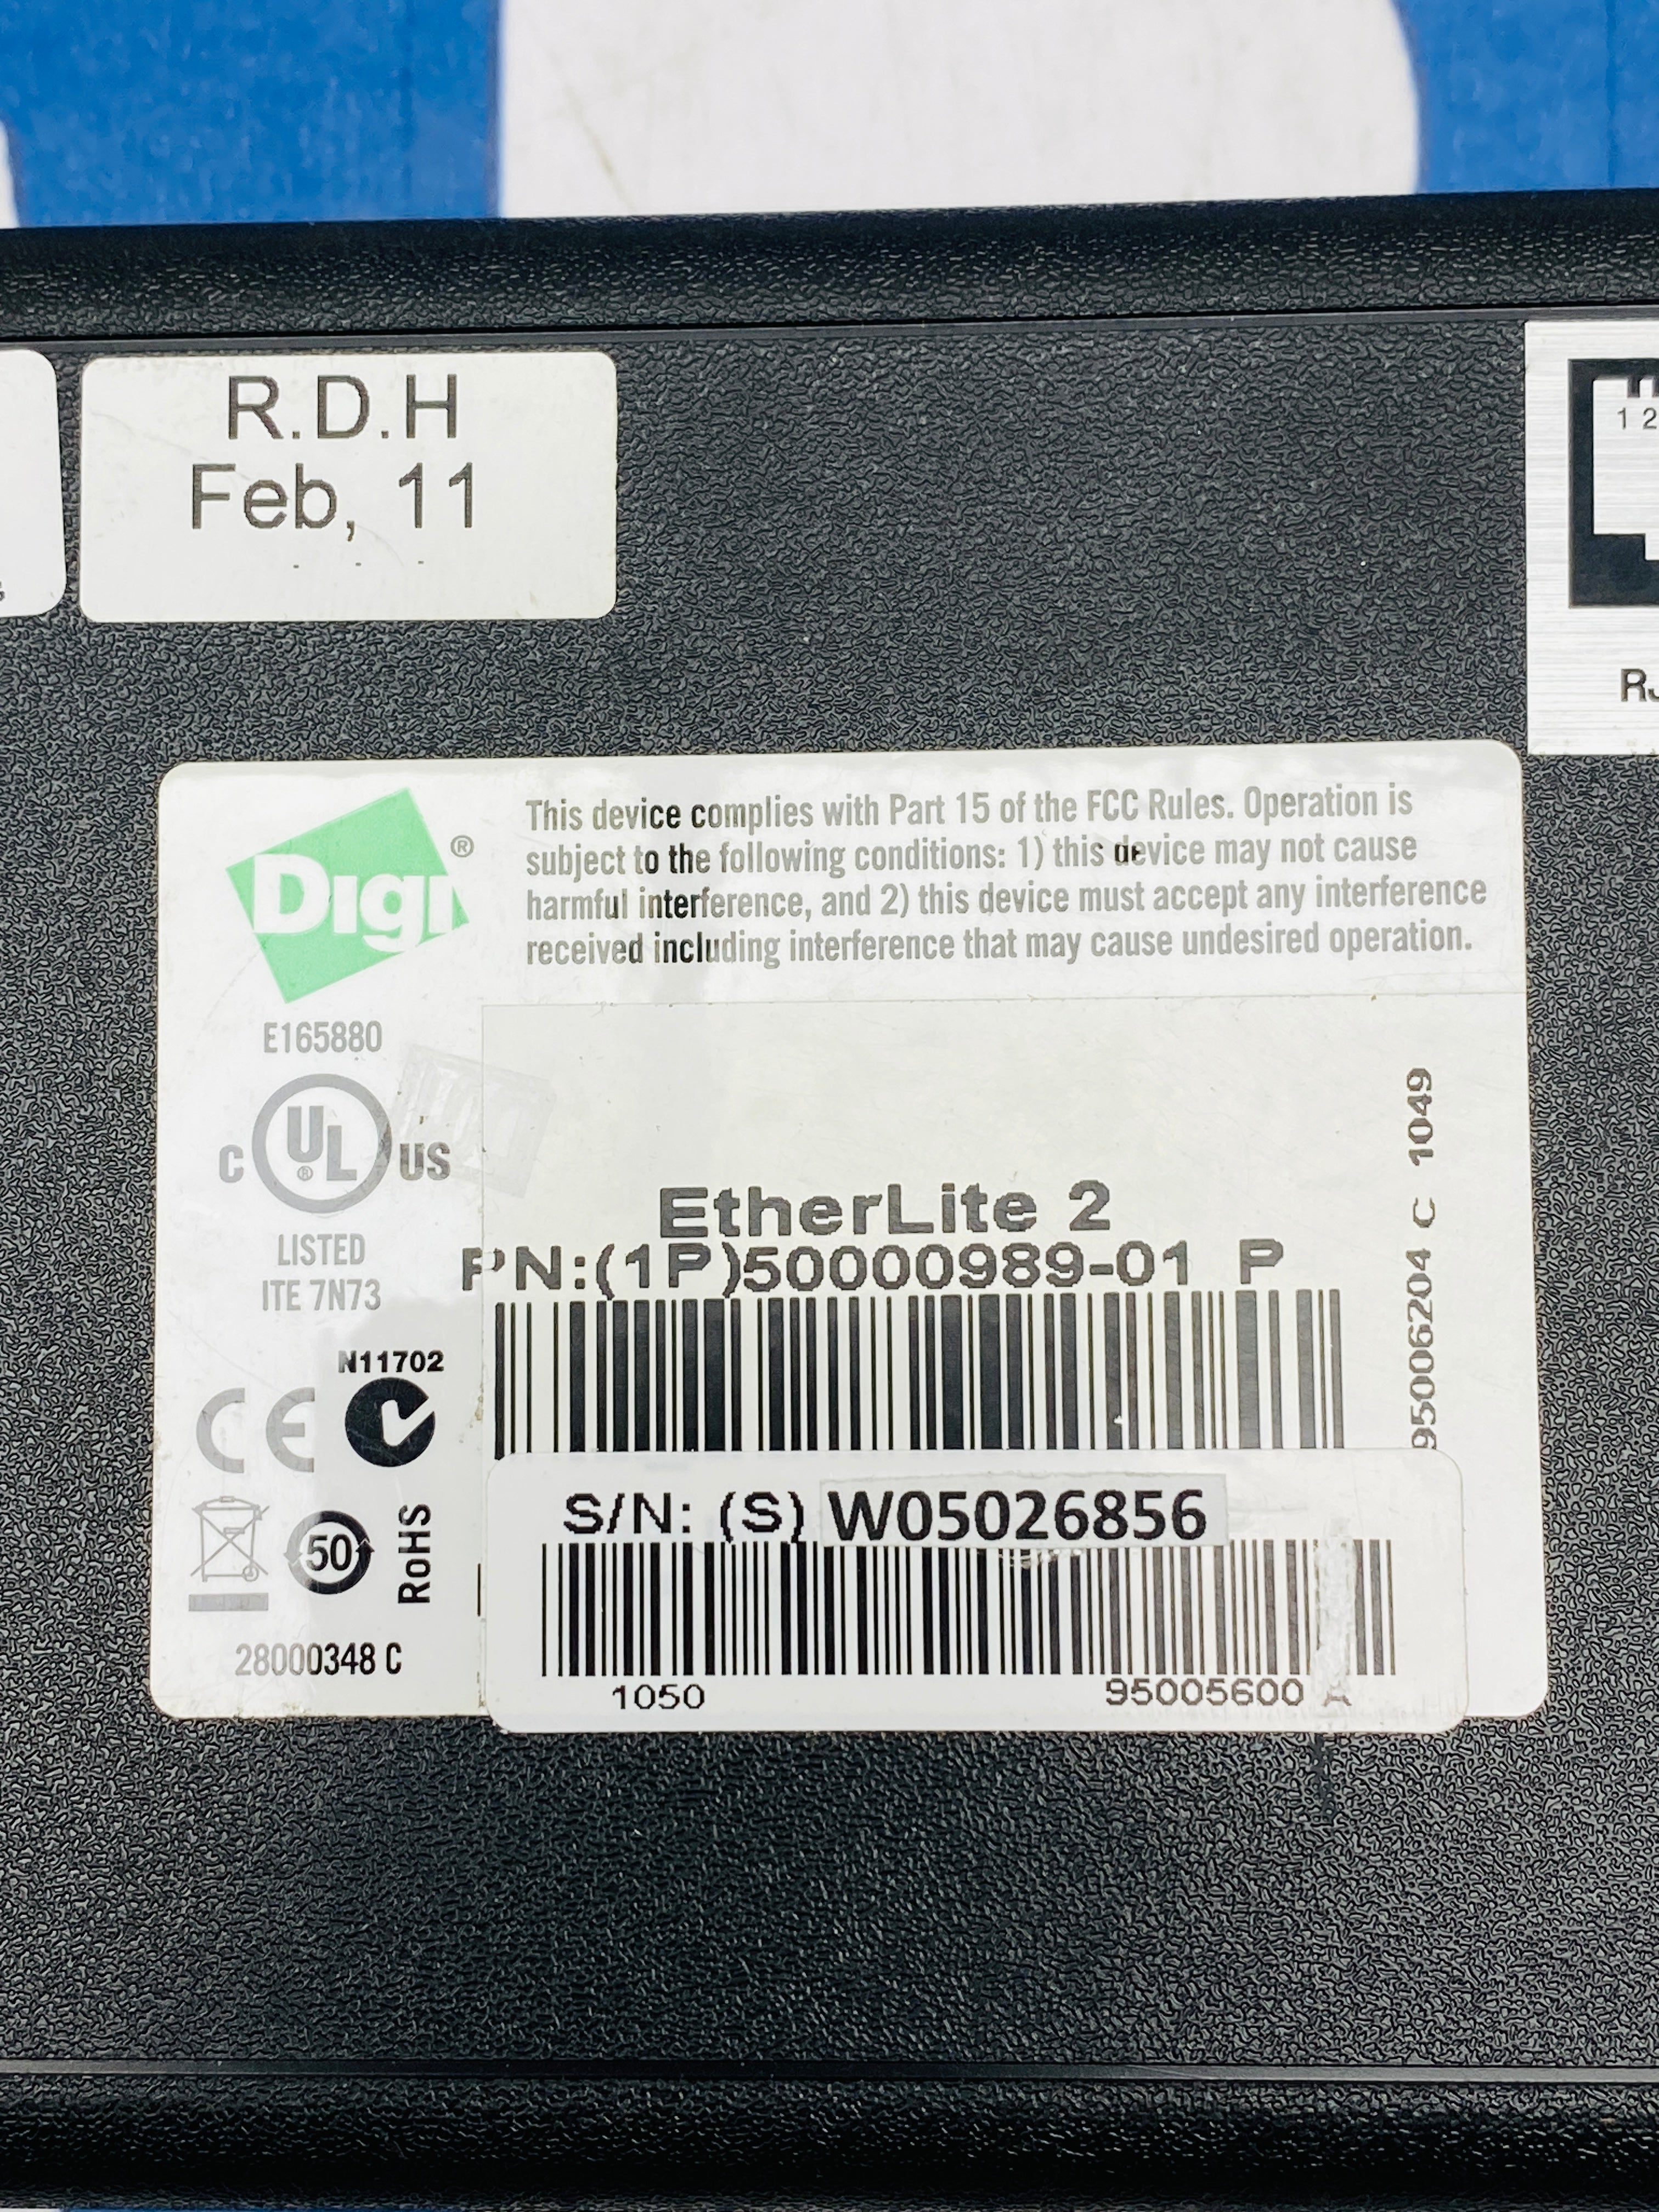 R.D.H
Feb, 11
1 2
Digi®
This device complies with Part 15 of the FCC Rules. Operation is
subject to the following conditions: 1) this device may not cause
harmful interference, and 2) this device must accept any interference
received including interference that may cause undesired operation.
E165880
C UL® US
LISTED
ITE 7N73
N11702
CE
50
RoHS
28000348 C
EtherLite 2
PN:(1P)50000989-01 P
95006204 C 1049
S/N: (S) W05026856
1050 95005600 A